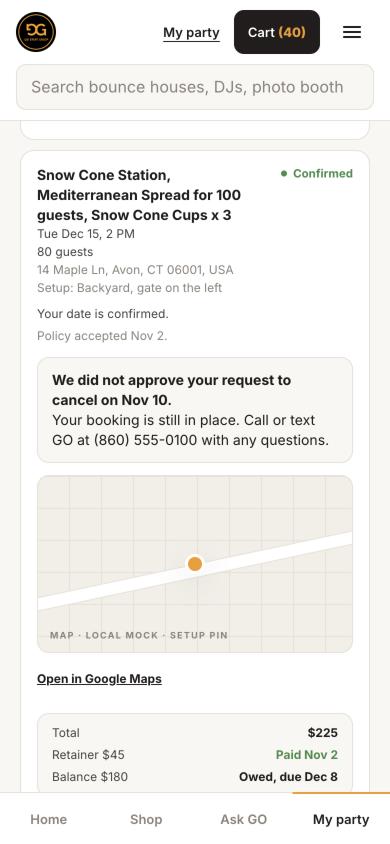 My party
Cart (40)
Search bounce houses, DJs, photo booth
Snow Cone Station,
Mediterranean Spread for 100
guests, Snow Cone Cups x 3
Confirmed
Tue Dec 15, 2 PM
80 guests
14 Maple Ln, Avon, CT 06001, USA
Setup: Backyard, gate on the left
Your date is confirmed.
Policy accepted Nov 2.
We did not approve your request to
cancel on Nov 10.
Your booking is still in place. Call or text
GO at (860) 555-0100 with any questions.
MAP · LOCAL MOCK · SETUP PIN
Open in Google Maps
Total $225
Retainer $45 Paid Nov 2
Balance $180 Owed, due Dec 8
Home Shop Ask GO My party